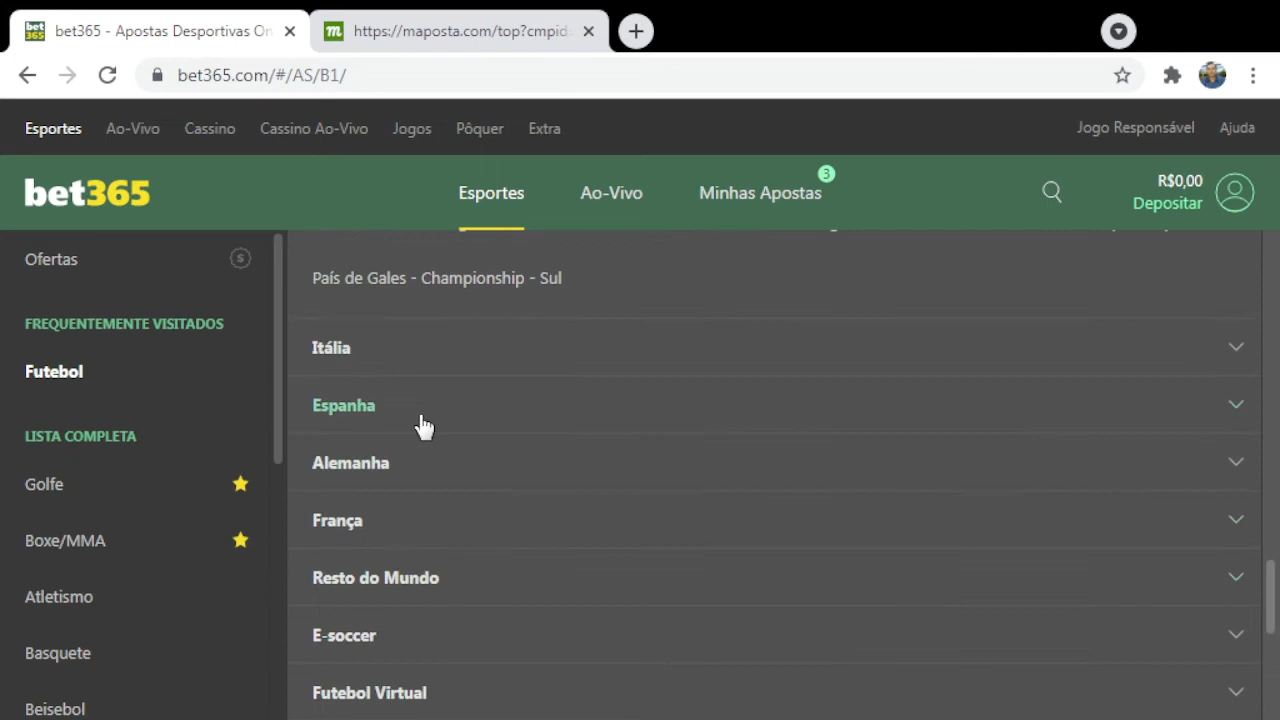 bet365 - Apostas Desportivas On
https://maposta.com/top?cmpid
bet365.com/#/AS/B1/
Esportes Ao-Vivo Cassino Cassino Ao-Vivo Jogos Pôquer Extra Jogo Responsável Ajuda
bet365 Esportes Ao-Vivo Minhas Apostas 3 R$0,00
Depositar
Ofertas
FREQUENTEMENTE VISITADOS
Futebol
LISTA COMPLETA
Golfe
Boxe/MMA
Atletismo
Basquete
Beisebol
País de Gales - Championship - Sul
Itália
Espanha
Alemanha
França
Resto do Mundo
E-soccer
Futebol Virtual